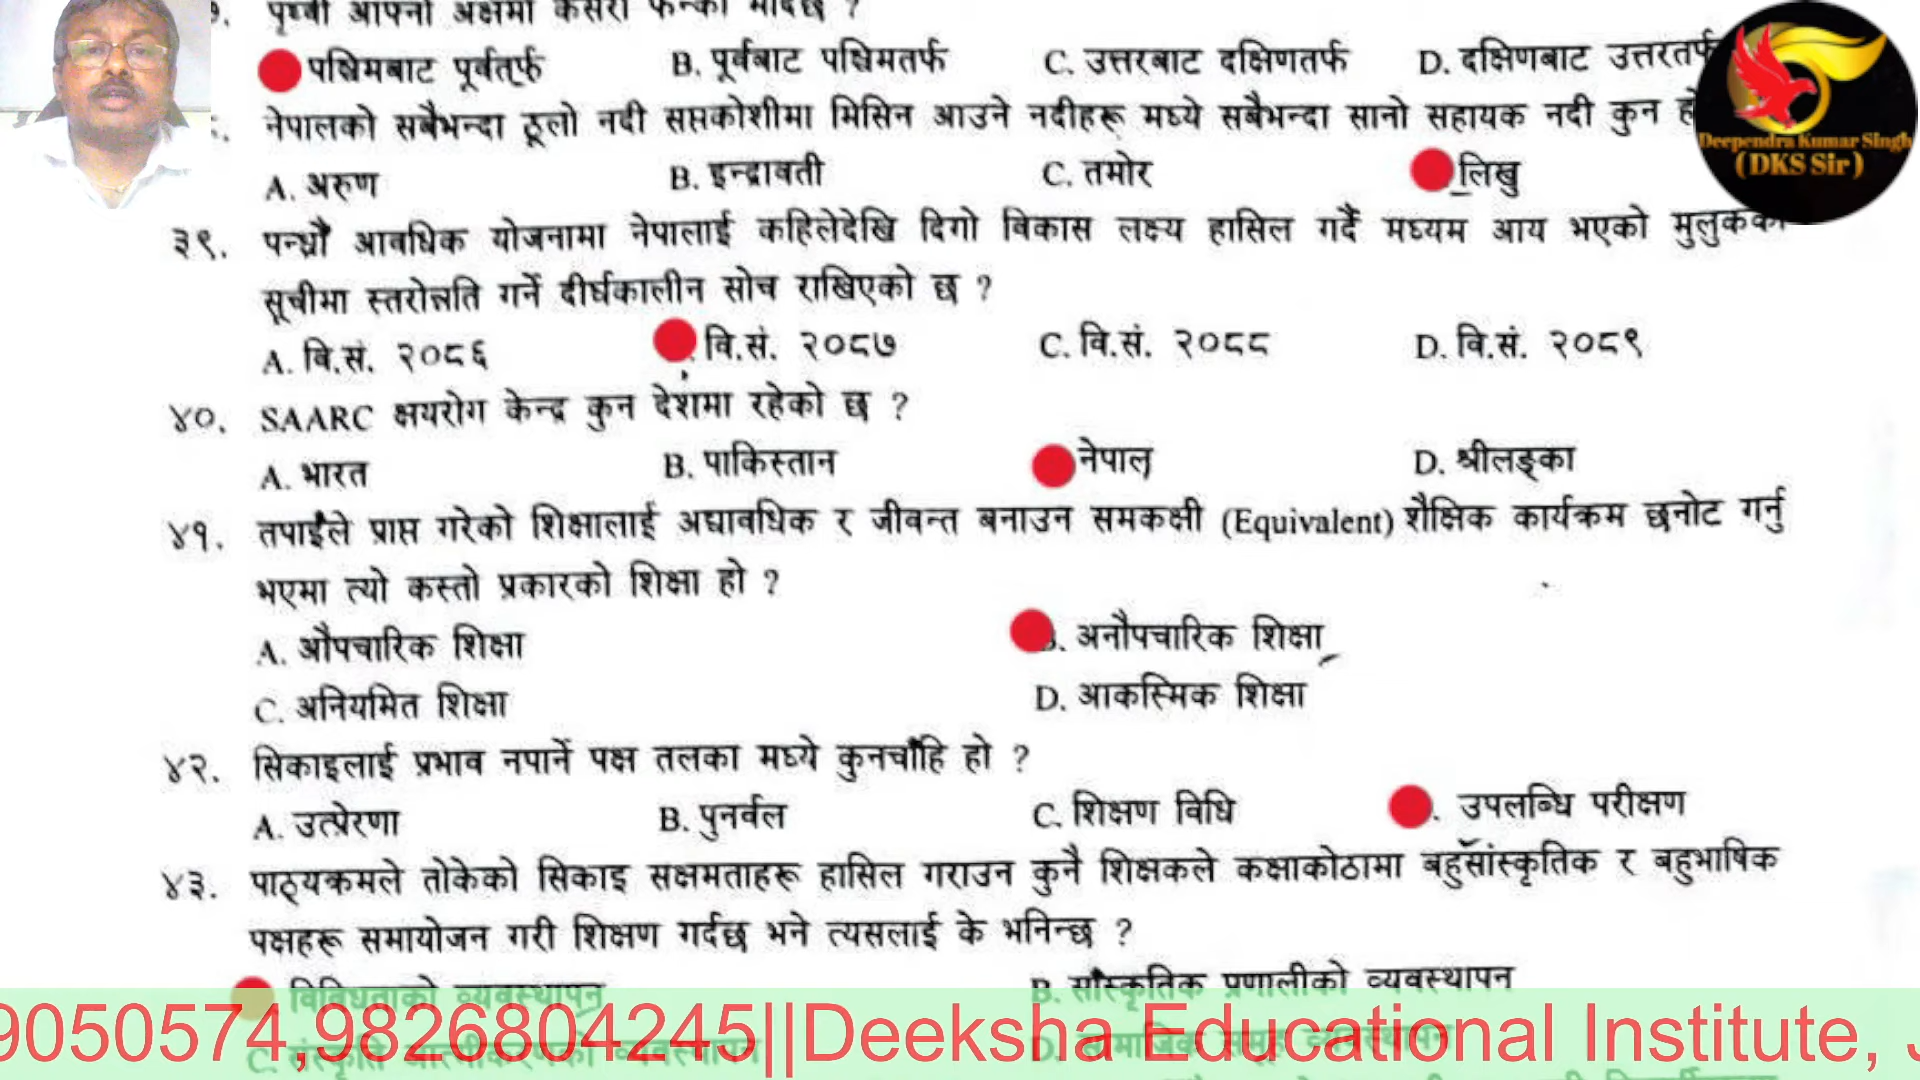 पृथ्वी आफ्नो अक्षमा कसरी फन्को मार्दछ ?
पश्चिमबाट पूर्वतर्फ B. पूर्वबाट पश्चिमतर्फ C. उत्तरबाट दक्षिणतर्फ D. दक्षिणबाट उत्तरतर्फ
नेपालको सबैभन्दा ठूलो नदी सप्तकोशीमा मिसिन आउने नदीहरू मध्ये सबैभन्दा सानो सहायक नदी कुन
A. अरुण B. इन्द्रावती C. तमोर लिखु
Deependra Kumar Singh
(DKS Sir)
३९. पन्ध्रौं आवधिक योजनामा नेपाललाई कहिलेदेखि दिगो विकास लक्ष्य हासिल गर्दै मध्यम आय भएको मुलुकको
सूचीमा स्तरोन्नति गर्ने दीर्घकालीन सोच राखिएको छ ?
A. वि.सं. २०८६ वि.सं. २०८७ C. वि.सं. २०८८ D. वि.सं. २०८९
४०. SAARC क्षयरोग केन्द्र कुन देशमा रहेको छ ?
A. भारत B. पाकिस्तान नेपाल D. श्रीलङ्का
४१. तपाईंले प्राप्त गरेको शिक्षालाई अद्यावधिक र जीवन्त बनाउन समकक्षी (Equivalent) शैक्षिक कार्यक्रम छनोट गर्नु
भएमा त्यो कस्तो प्रकारको शिक्षा हो ?
A. औपचारिक शिक्षा अनौपचारिक शिक्षा
C. अनियमित शिक्षा D. आकस्मिक शिक्षा
४२. सिकाइलाई प्रभाव नपार्ने पक्ष तलका मध्ये कुनचाँहि हो ?
A. उत्प्रेरणा B. पुनर्वल C. शिक्षण विधि उपलब्धि परीक्षण
४३. पाठ्यक्रमले तोकेको सिकाइ सक्षमताहरू हासिल गराउन कुनै शिक्षकले कक्षाकोठामा बहुसाँस्कृतिक र बहुभाषिक
पक्षहरू समायोजन गरी शिक्षण गर्दछ भने त्यसलाई के भनिन्छ ?
विविधताको व्यवस्थापन B. साँस्कृतिक प्रणालीको व्यवस्थापन
9050574,9826804245||Deeksha Educational Institute,